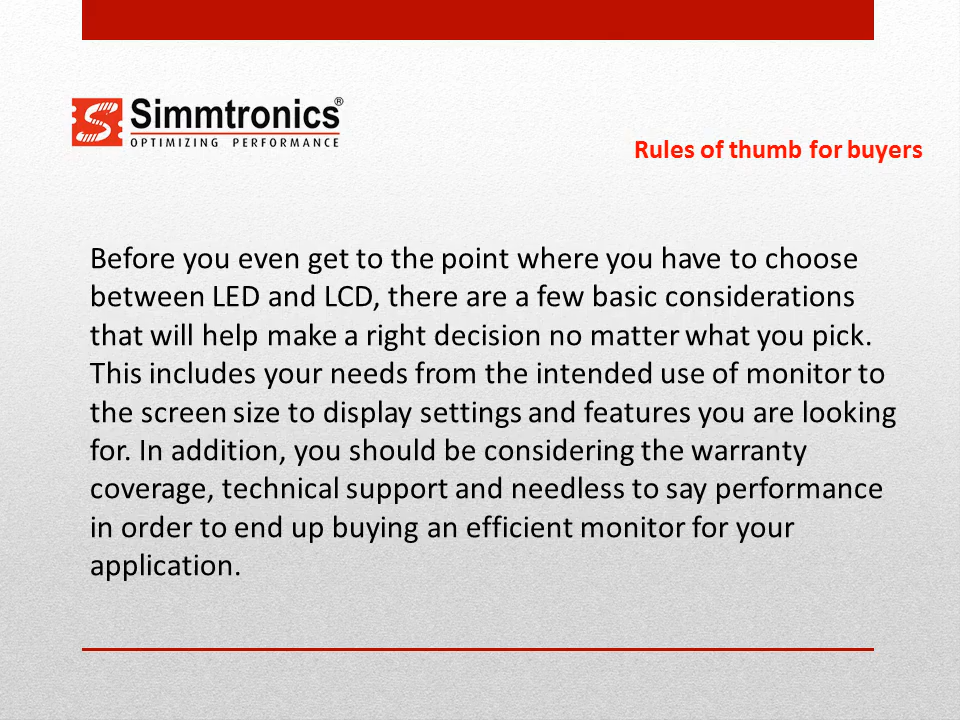 Simmtronics®
OPTIMIZING PERFORMANCE
Rules of thumb for buyers
Before you even get to the point where you have to choose
between LED and LCD, there are a few basic considerations
that will help make a right decision no matter what you pick.
This includes your needs from the intended use of monitor to
the screen size to display settings and features you are looking
for. In addition, you should be considering the warranty
coverage, technical support and needless to say performance
in order to end up buying an efficient monitor for your
application.